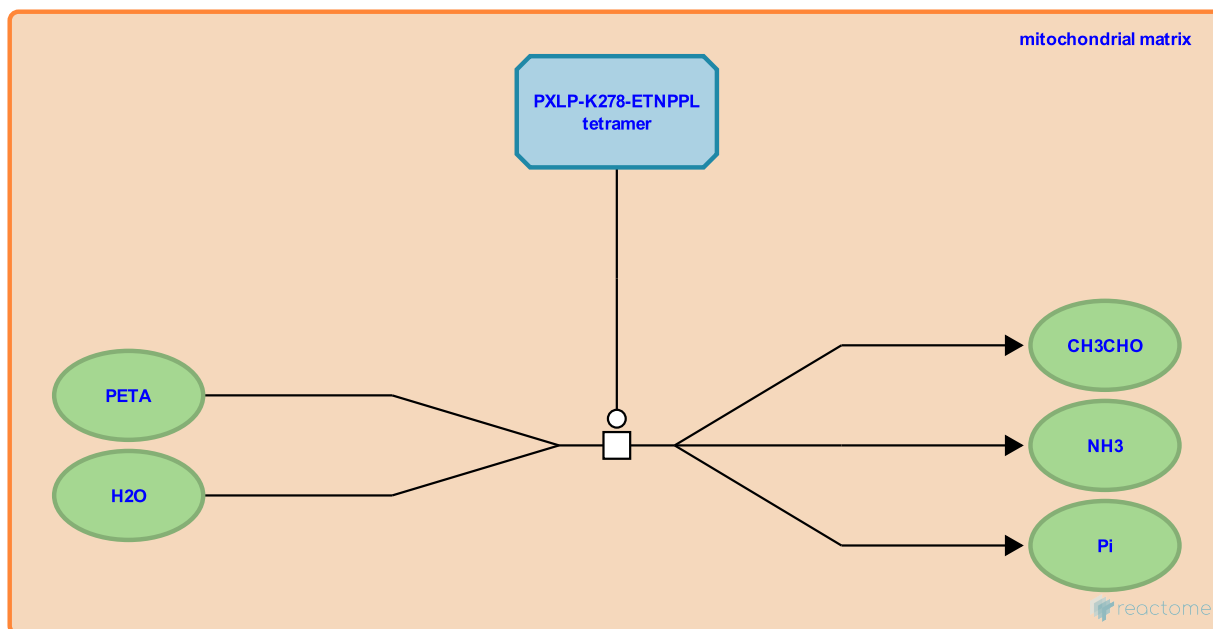 mitochondrial matrix
PXLP-K278-ETNPPL
tetramer
CH3CHO
PETA
NH3
H2O
Pi
reactome